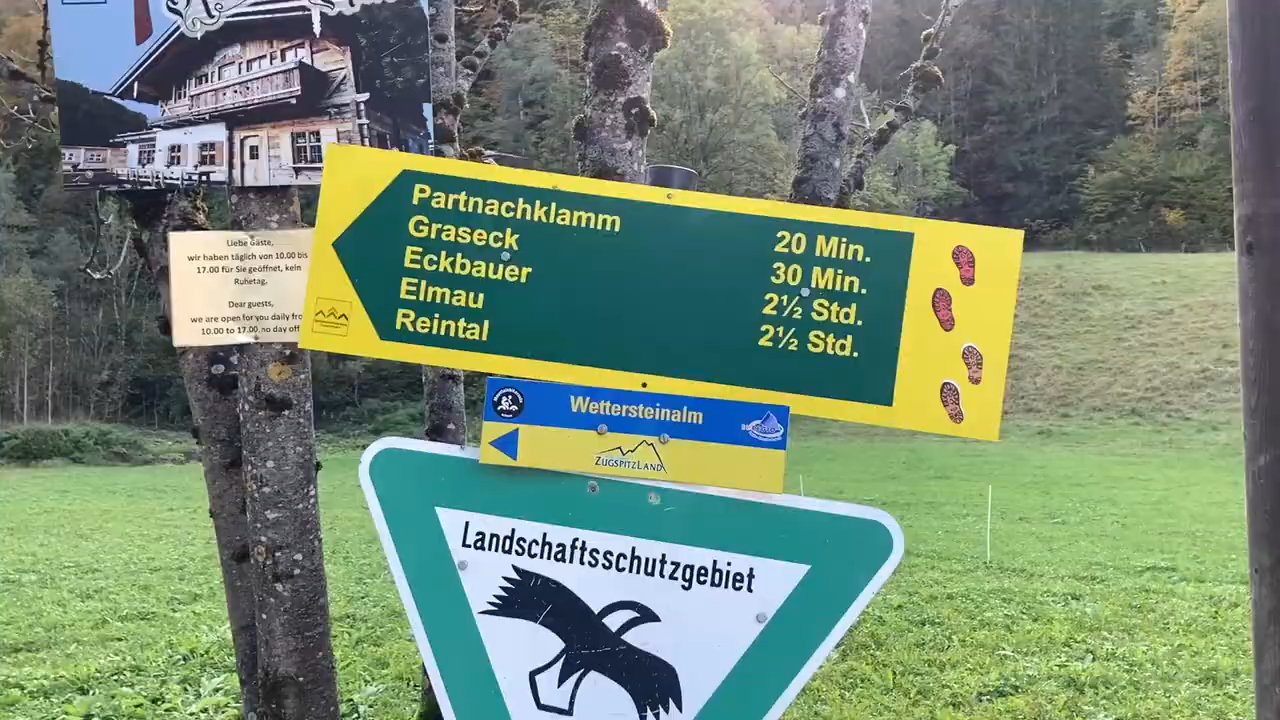 Liebe Gäste,
wir haben täglich von 10.00 bis
17.00 für Sie geöffnet, kein
Ruhetag.
Dear guests,
we are open for you daily
10.00 to 17.00, no day off
Partnachklamm 20 Min.
Graseck 30 Min.
Eckbauer 2½ Std.
Elmau 2½ Std.
Reintal
Wettersteinalm
ZUGSPITZLAND
Landschaftsschutzgebiet